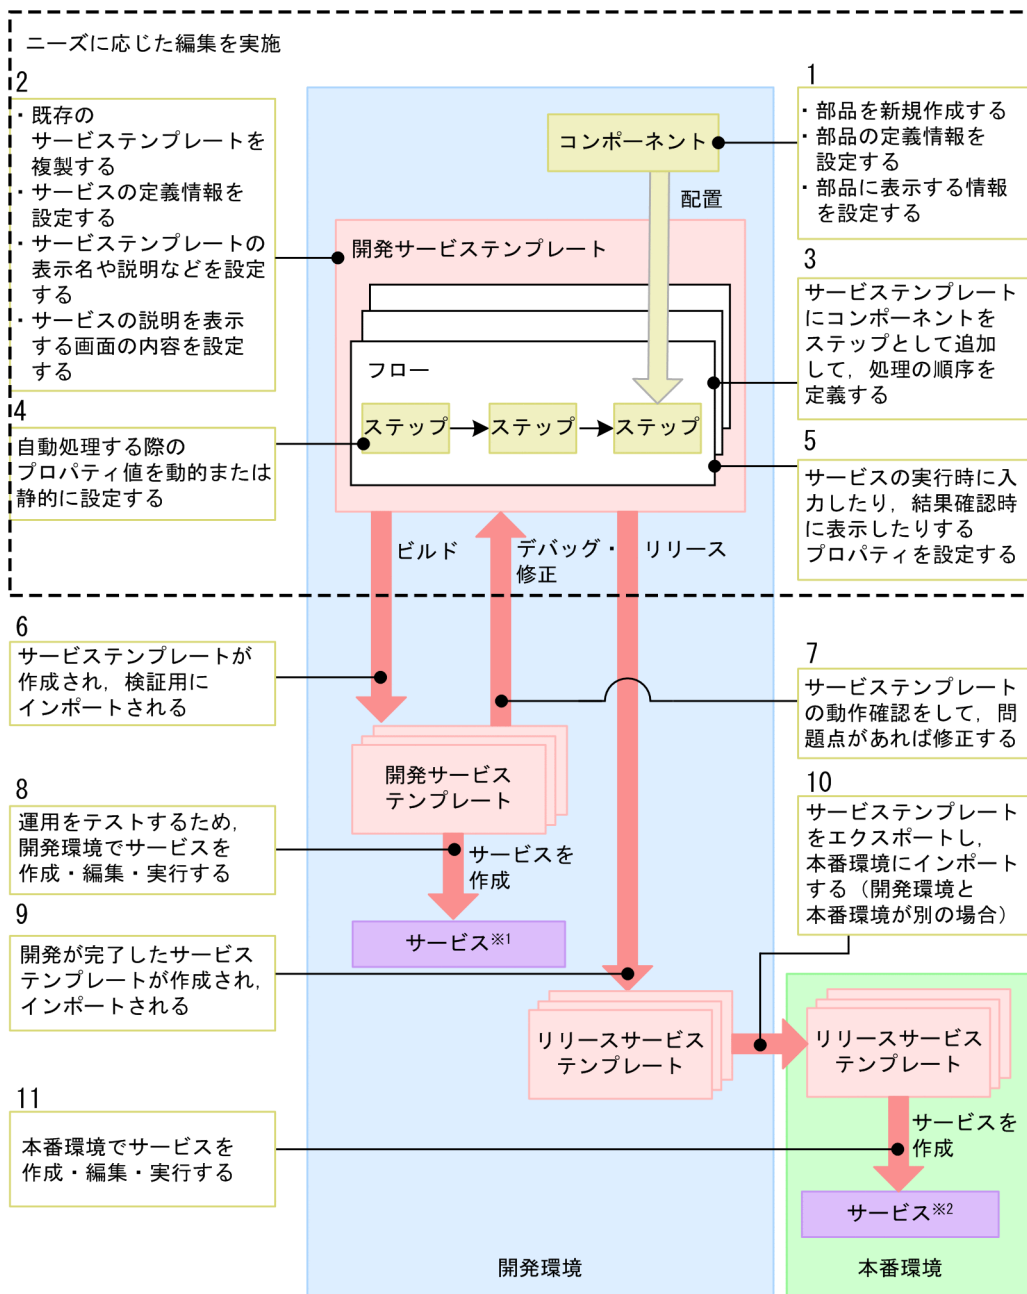 ニーズに応じた編集を実施
1
・部品を新規作成する
・部品の定義情報を
設定する
・部品に表示する情報
を設定する
2
・既存の
サービステンプレートを
複製する
・サービスの定義情報を
設定する
・サービステンプレートの
表示名や説明などを設定
する
・サービスの説明を表示
する画面の内容を設定
する
コンポーネント
配置
開発サービステンプレート
3
サービステンプレート
にコンポーネントを
ステップとして追加
して，処理の順序を
定義する
フロー
ステップ
ステップ
ステップ
4
自動処理する際の
プロパティ値を動的または
静的に設定する
5
サービスの実行時に入
力したり，結果確認時
に表示したりする
プロパティを設定する
ビルド
デバッグ・
修正
リリース
6
サービステンプレートが
作成され，検証用に
インポートされる
7
サービステンプレート
の動作確認をして，問
題点があれば修正する
開発サービス
テンプレート
8
運用をテストするため，
開発環境でサービスを
作成・編集・実行する
サービスを
作成
サービス※1
9
開発が完了したサービス
テンプレートが作成され，
インポートされる
10
サービステンプレート
をエクスポートし，
本番環境にインポート
する（開発環境と
本番環境が別の場合）
リリースサービス
テンプレート
リリースサービス
テンプレート
11
本番環境でサービスを
作成・編集・実行する
サービスを
作成
サービス※2
開発環境
本番環境